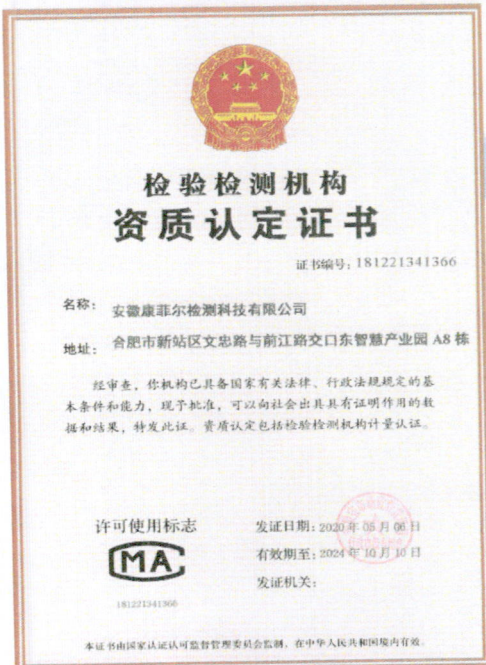 检验检测机构
资质认定证书
证书编号：181221341366
名称：安徽康菲尔检测科技有限公司
地址：合肥市新站区文忠路与前江路交口东智慧产业园 A8 栋
经审查，你机构已具备国家有关法律、行政法规规定的基
本条件和能力，现予批准，可以向社会出具具有证明作用的数
据和结果，特发此证。资质认定包括检验检测机构计量认证。
许可使用标志
MA
181221341366
发证日期：2020 年 05 月 06 日
有效期至：2024 年 10 月 10 日
发证机关：
本证书由国家认证认可监督管理委员会监制，在中华人民共和国境内有效。